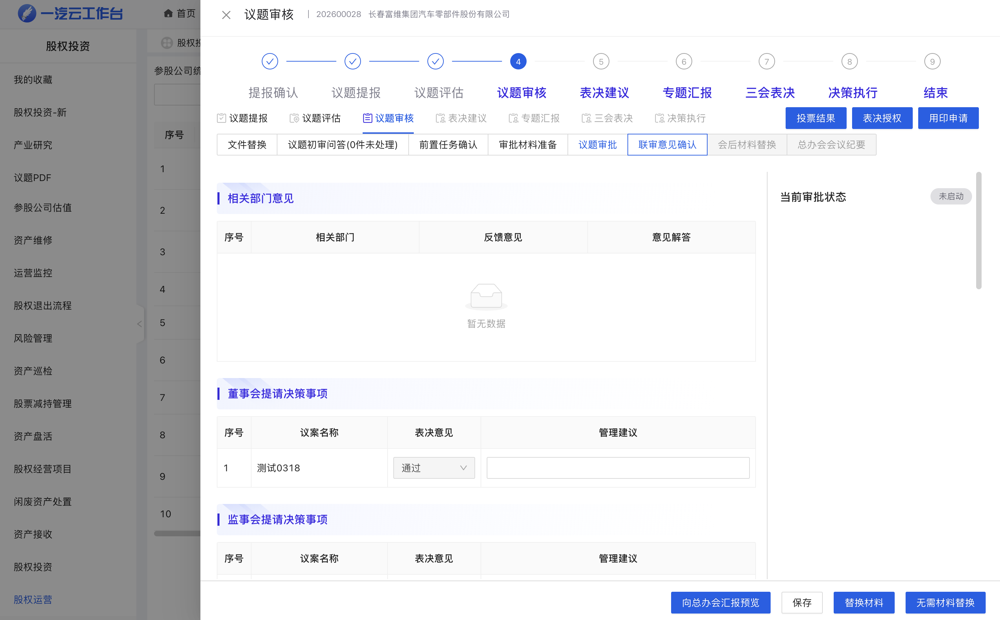 一汽云工作台
首页
股权投资
我的收藏
股权投资-新
产业研究
议题PDF
参股公司估值
资产维修
运营监控
股权退出流程
风险管理
资产巡检
股票减持管理
资产盘活
股权经营项目
闲废资产处置
资产接收
股权投资
股权运营
股权投
参股公司统
序号
1
2
3
4
5
6
7
8
9
10
议题审核 202600028 长春富维集团汽车零部件股份有限公司
4 5 6 7 8 9
提报确认 议题提报 议题评估 议题审核 表决建议 专题汇报 三会表决 决策执行 结束
议题提报 议题评估 议题审核 表决建议 专题汇报 三会表决 决策执行 投票结果 表决授权 用印申请
文件替换 议题初审问答(0件未处理) 前置任务确认 审批材料准备 议题审批 联审意见确认 会后材料替换 总办会会议纪要
相关部门意见
序号 相关部门 反馈意见 意见解答
暂无数据
董事会提请决策事项
序号 议案名称 表决意见 管理建议
1 测试0318 通过
监事会提请决策事项
序号 议案名称 表决意见 管理建议
当前审批状态 未启动
向总办会汇报预览 保存 替换材料 无需材料替换